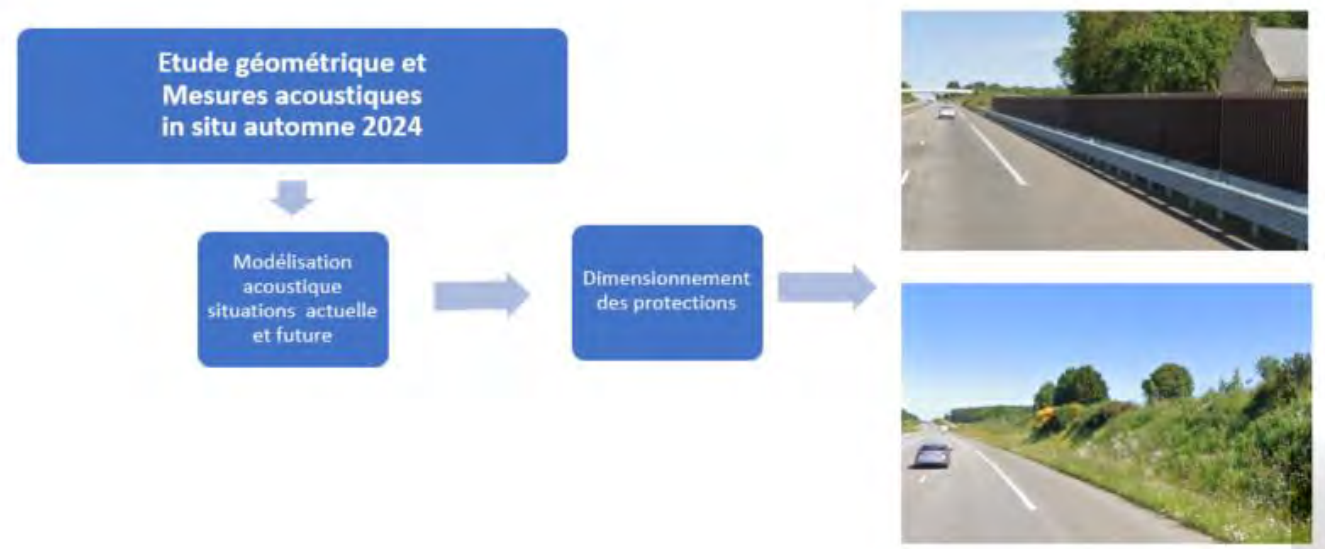 Etude géométrique et
Mesures acoustiques
in situ automne 2024
Modélisation
acoustique
situations actuelle
et future
Dimensionnement
des protections